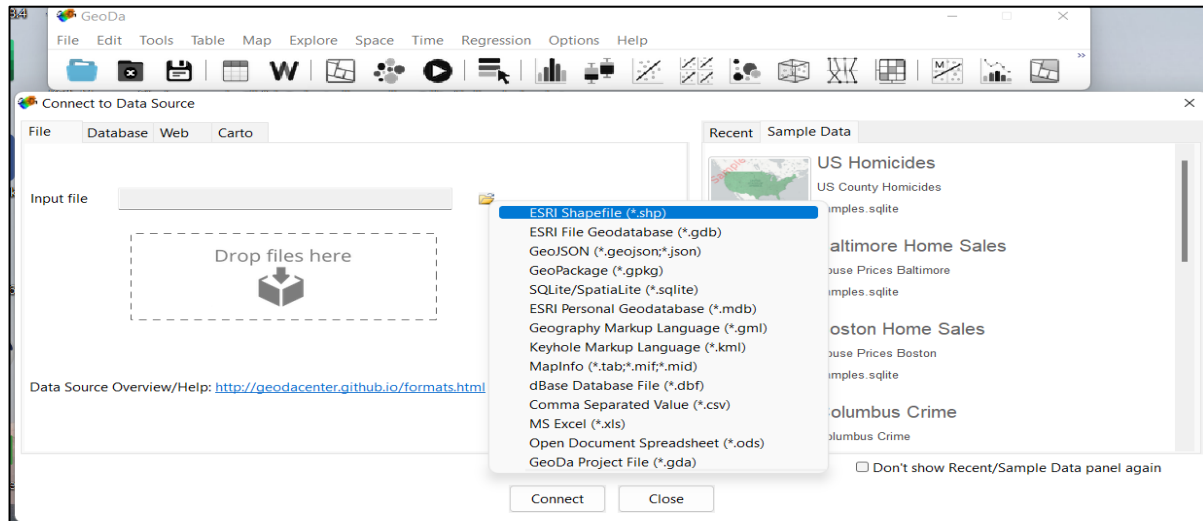 GeoDa
File Edit Tools Table Map Explore Space Time Regression Options Help
W
M
Connect to Data Source
File Database Web Carto
Input file
Drop files here
Data Source Overview/Help: http://geodacenter.github.io/formats.html
ESRI Shapefile (*.shp)
ESRI File Geodatabase (*.gdb)
GeoJSON (*.geojson;*.json)
GeoPackage (*.gpkg)
SQLite/SpatiaLite (*.sqlite)
ESRI Personal Geodatabase (*.mdb)
Geography Markup Language (*.gml)
Keyhole Markup Language (*.kml)
MapInfo (*.tab;*.mif;*.mid)
dBase Database File (*.dbf)
Comma Separated Value (*.csv)
MS Excel (*.xls)
Open Document Spreadsheet (*.ods)
GeoDa Project File (*.gda)
Recent Sample Data
Sample
US Homicides
US County Homicides
mples.sqlite
altimore Home Sales
ouse Prices Baltimore
mples.sqlite
oston Home Sales
ouse Prices Boston
mples.sqlite
olumbus Crime
olumbus Crime
Don't show Recent/Sample Data panel again
Connect Close